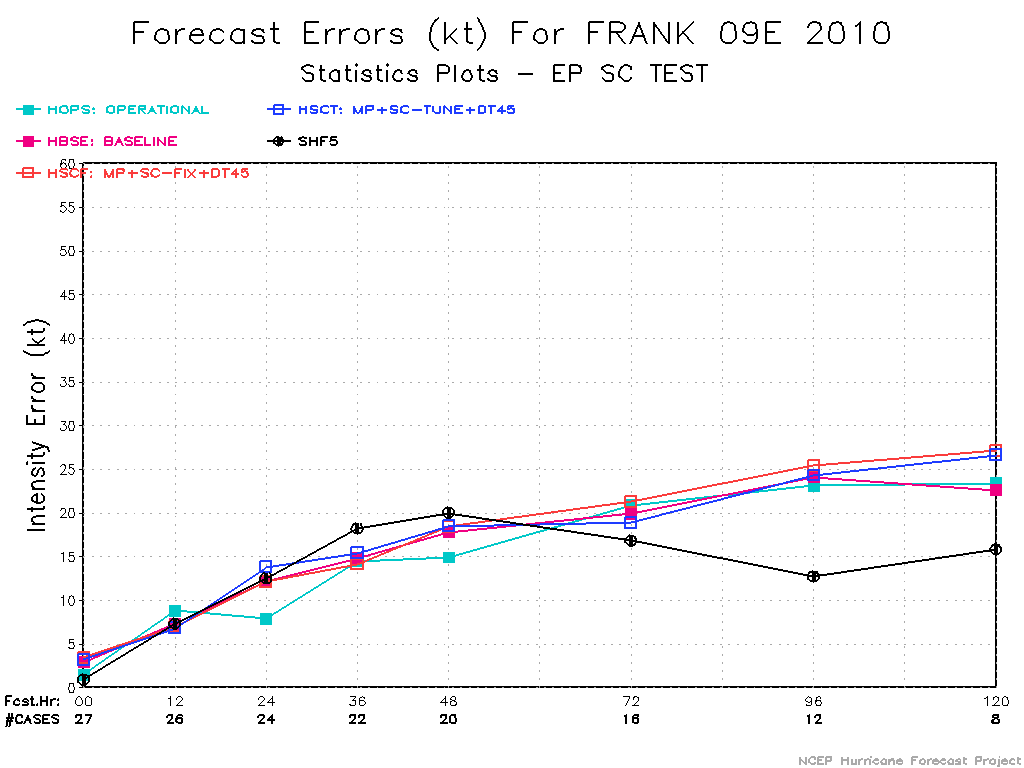 Forecast Errors (kt) For FRANK 09E 2010
Statistics Plots - EP SC TEST
HOPS: OPERATIONAL
HSCT: MP+SC-TUNE+DT45
HBSE: BASELINE
SHF5
HSCF: MP+SC-FIX+DT45
60
55
50
45
40
35
30
25
20
15
10
5
0
Intensity Error (kt)
Fcst.Hr: 00 12 24 36 48 72 96 120
#CASES 27 26 24 22 20 16 12 8
NCEP Hurricane Forecast Project